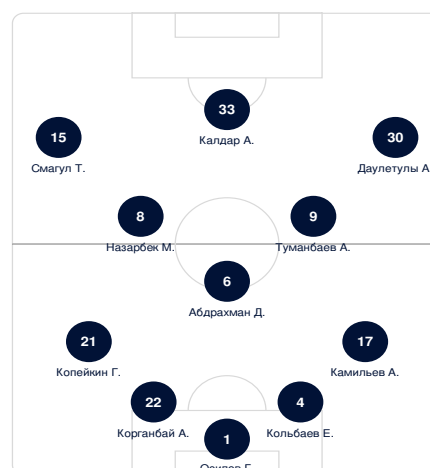 33
Калдар А.
15
Смагул Т.
30
Даулетулы А
8
Назарбек М.
9
Туманбаев А.
6
Абдрахман Д.
21
Копейкин Г.
17
Камильев А.
22
Корганбай А.
4
Кольбаев Е.
1